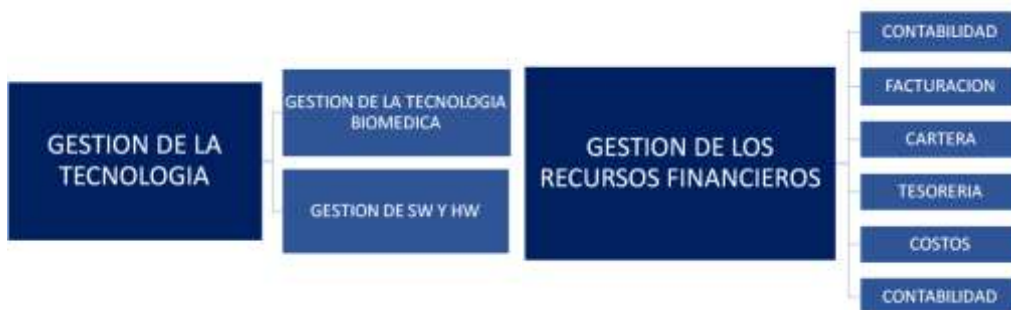 GESTION DE LA
TECNOLOGIA
GESTION DE LA TECNOLOGIA
BIOMEDICA
GESTION DE SW Y HW
GESTION DE LOS
RECURSOS FINANCIEROS
CONTABILIDAD
FACTURACION
CARTERA
TESORERIA
COSTOS
CONTABILIDAD